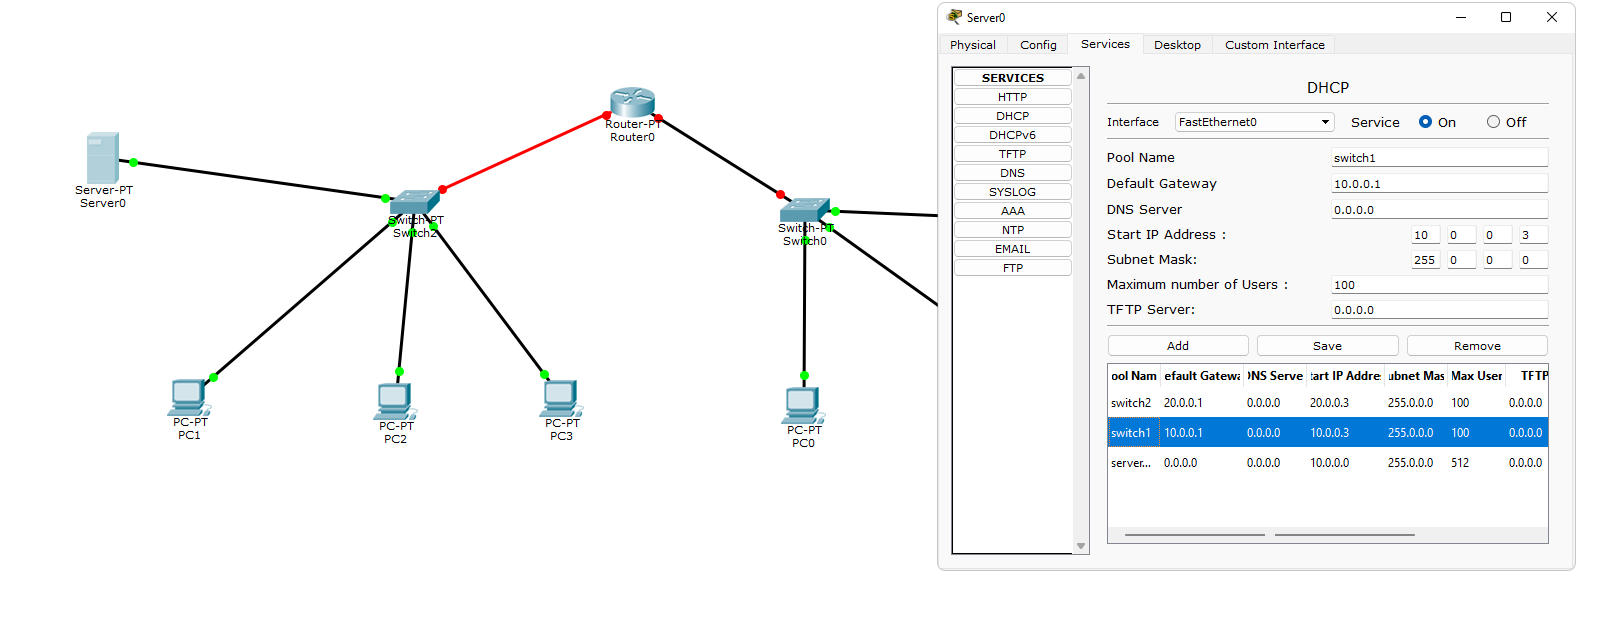 Server0
Physical Config Services Desktop Custom Interface
SERVICES
HTTP
DHCP
DHCPv6
TFTP
DNS
SYSLOG
AAA
NTP
EMAIL
FTP
DHCP
Interface FastEthernet0 Service On Off
Pool Name switch1
Default Gateway 10.0.0.1
DNS Server 0.0.0.0
Start IP Address : 10 0 0 3
Subnet Mask: 255 0 0 0
Maximum number of Users : 100
TFTP Server: 0.0.0.0
Add Save Remove
ool Nam efault Gatewa DNS Serve tart IP Addre ubnet Mas Max User TFTP
switch2 20.0.0.1 0.0.0.0 20.0.0.3 255.0.0.0 100 0.0.0.0
switch1 10.0.0.1 0.0.0.0 10.0.0.3 255.0.0.0 100 0.0.0.0
server... 0.0.0.0 0.0.0.0 10.0.0.0 255.0.0.0 512 0.0.0.0
Router-PT
Router0
Server-PT
Server0
Switch-PT
Switch2
Switch-PT
Switch0
PC-PT
PC1
PC-PT
PC2
PC-PT
PC3
PC-PT
PC0